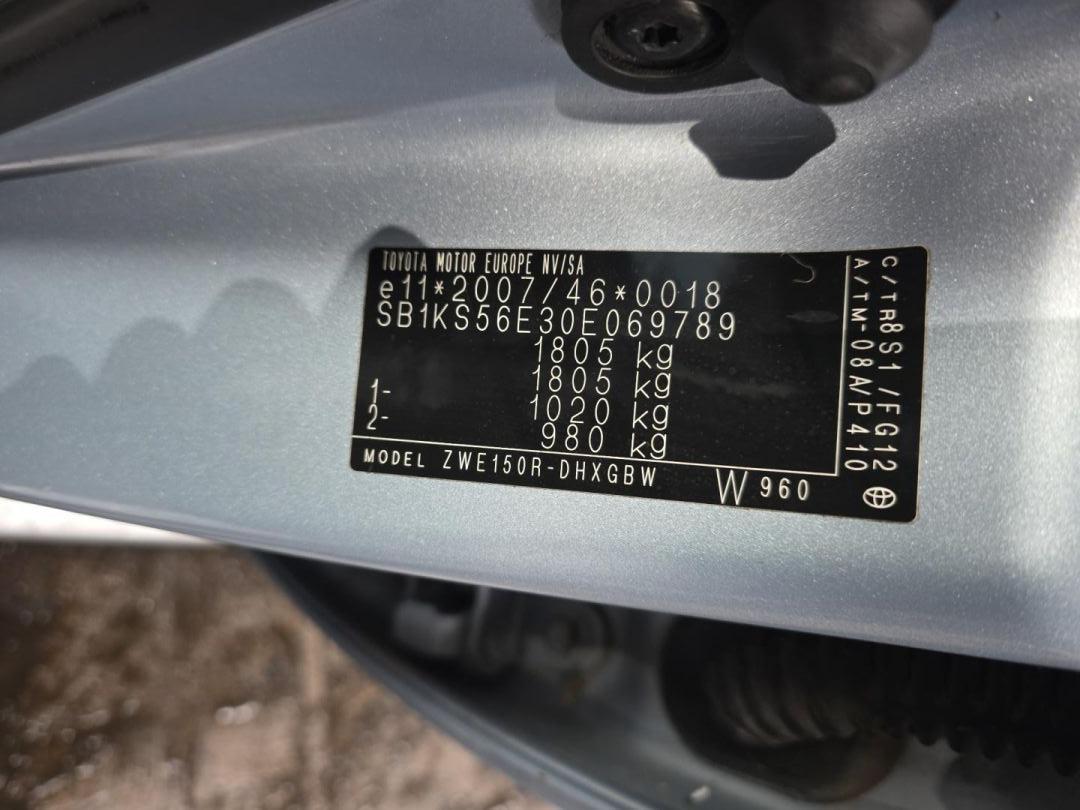 TOYOTA MOTOR EUROPE NV/SA
e11*2007/46*0018
SB1KS56E30E069789
1805 kg
1805 kg
1- 1020 kg
2- 980 kg
MODEL ZWE150R-DHXGBW
W960
C/TR8S1/FG12
A/TM-08A/P410